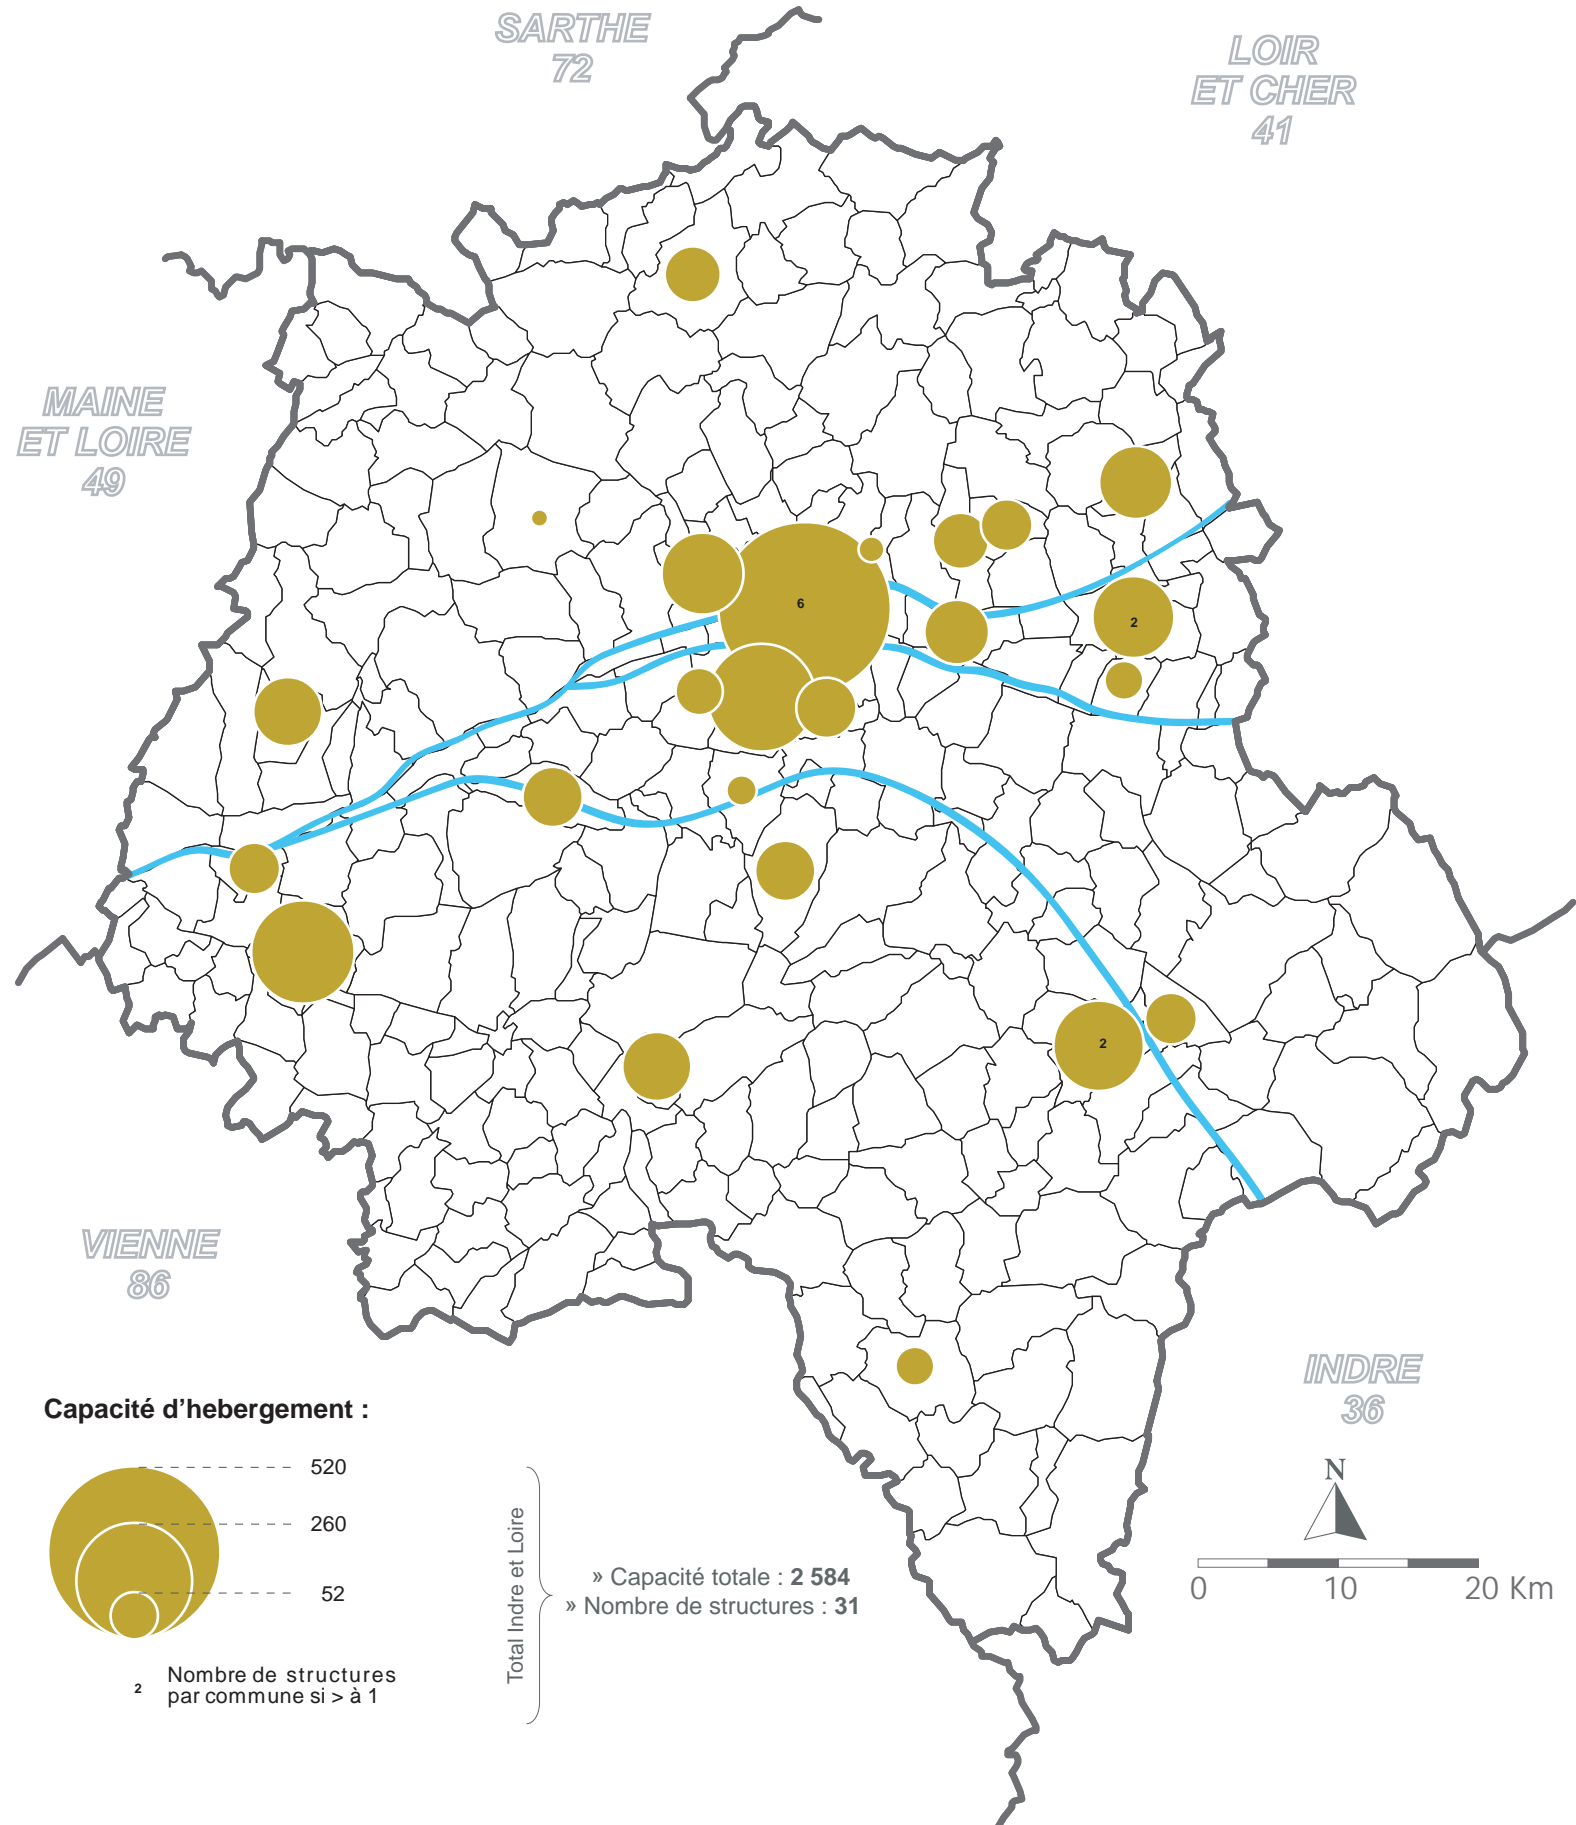 SARTHE
72
LOIR
ET CHER
41
MAINE
ET LOIRE
49
6
2
2
VIENNE
86
INDRE
36
Capacité d’hebergement :
520
260
52
2
Nombre de structures
par commune si > à 1
Total Indre et Loire
» Capacité totale : 2 584
» Nombre de structures : 31
N
0 10 20 Km